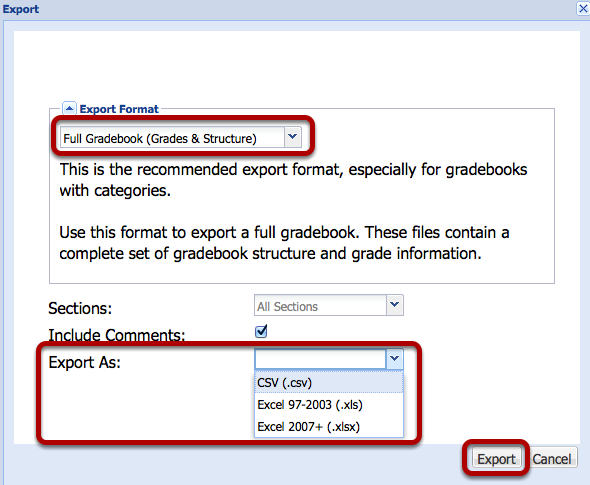 Export
Export Format
Full Gradebook (Grades & Structure)
This is the recommended export format, especially for gradebooks
with categories.
Use this format to export a full gradebook. These files contain a
complete set of gradebook structure and grade information.
Sections: All Sections
Include Comments:
Export As:
CSV (.csv)
Excel 97-2003 (.xls)
Excel 2007+ (.xlsx)
Export Cancel